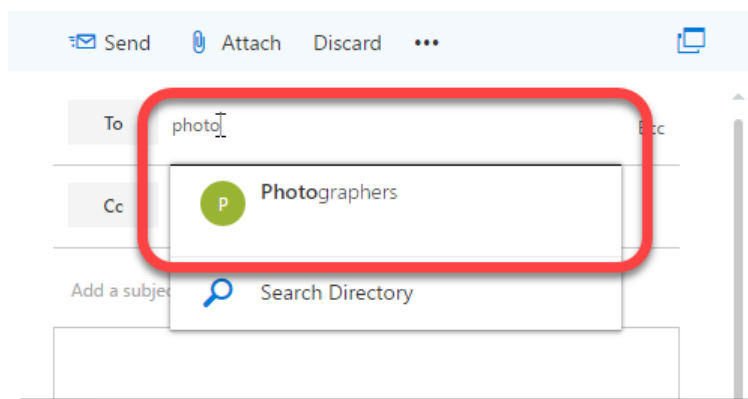 Send Attach Discard •••
To photo Bcc
P Photographers
Cc
Add a subjec
Search Directory